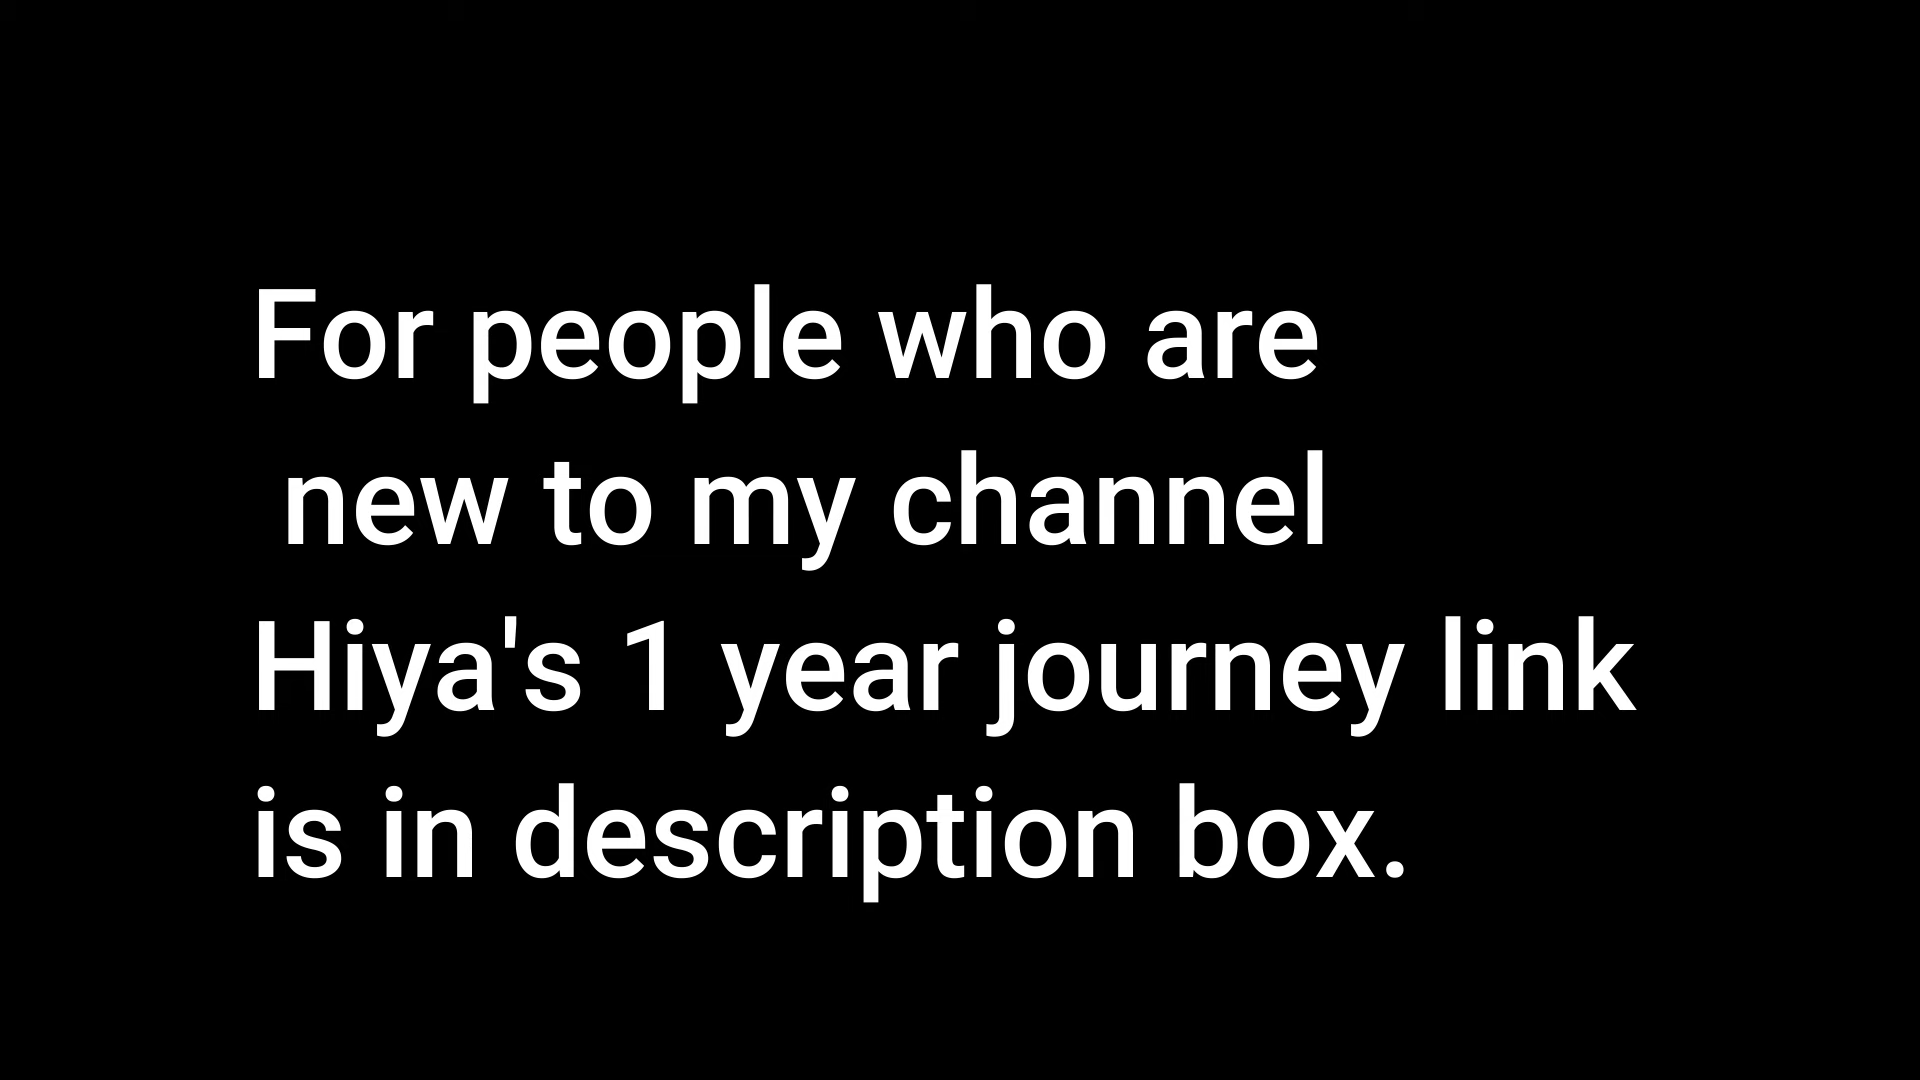 For people who are
new to my channel
Hiya's 1 year journey link
is in description box.